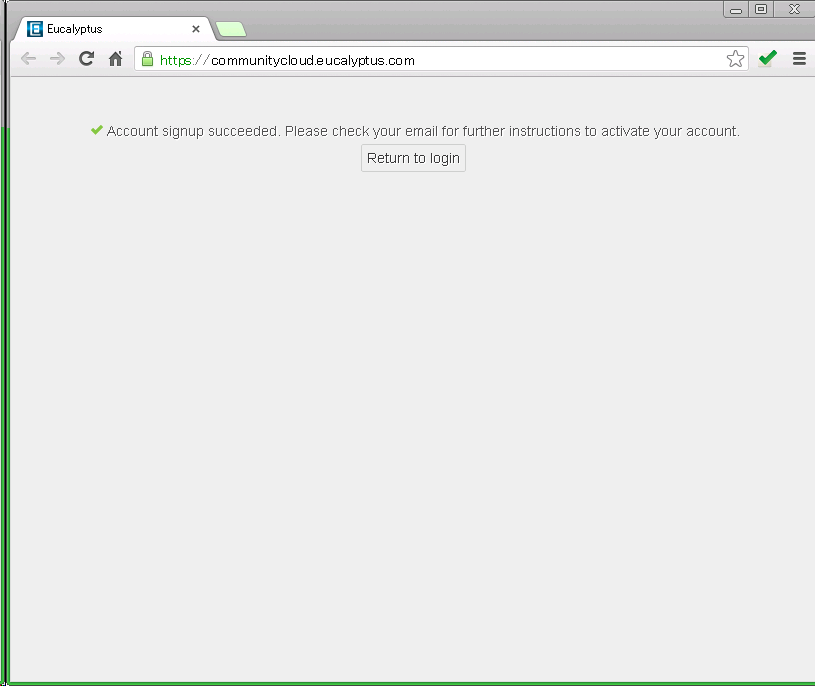 Eucalyptus
https://communitycloud.eucalyptus.com
Account signup succeeded. Please check your email for further instructions to activate your account.
Return to login